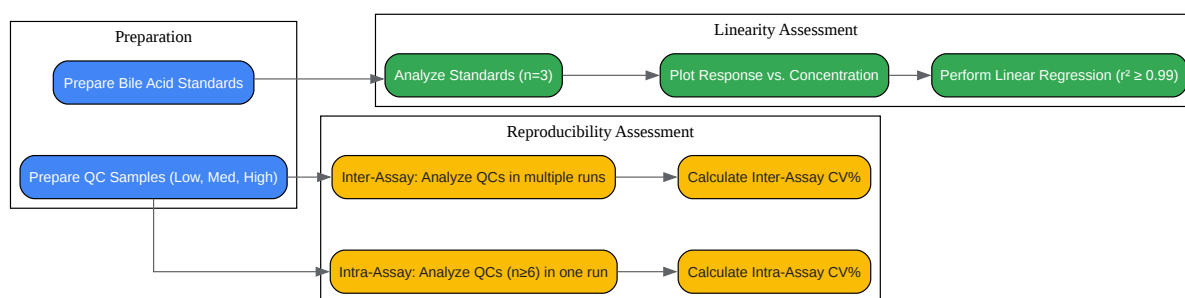 Preparation
Prepare Bile Acid Standards
Prepare QC Samples (Low, Med, High)
Linearity Assessment
Analyze Standards (n=3)
Plot Response vs. Concentration
Perform Linear Regression (r² ≥ 0.99)
Reproducibility Assessment
Inter-Assay: Analyze QCs in multiple runs
Calculate Inter-Assay CV%
Intra-Assay: Analyze QCs (n≥6) in one run
Calculate Intra-Assay CV%